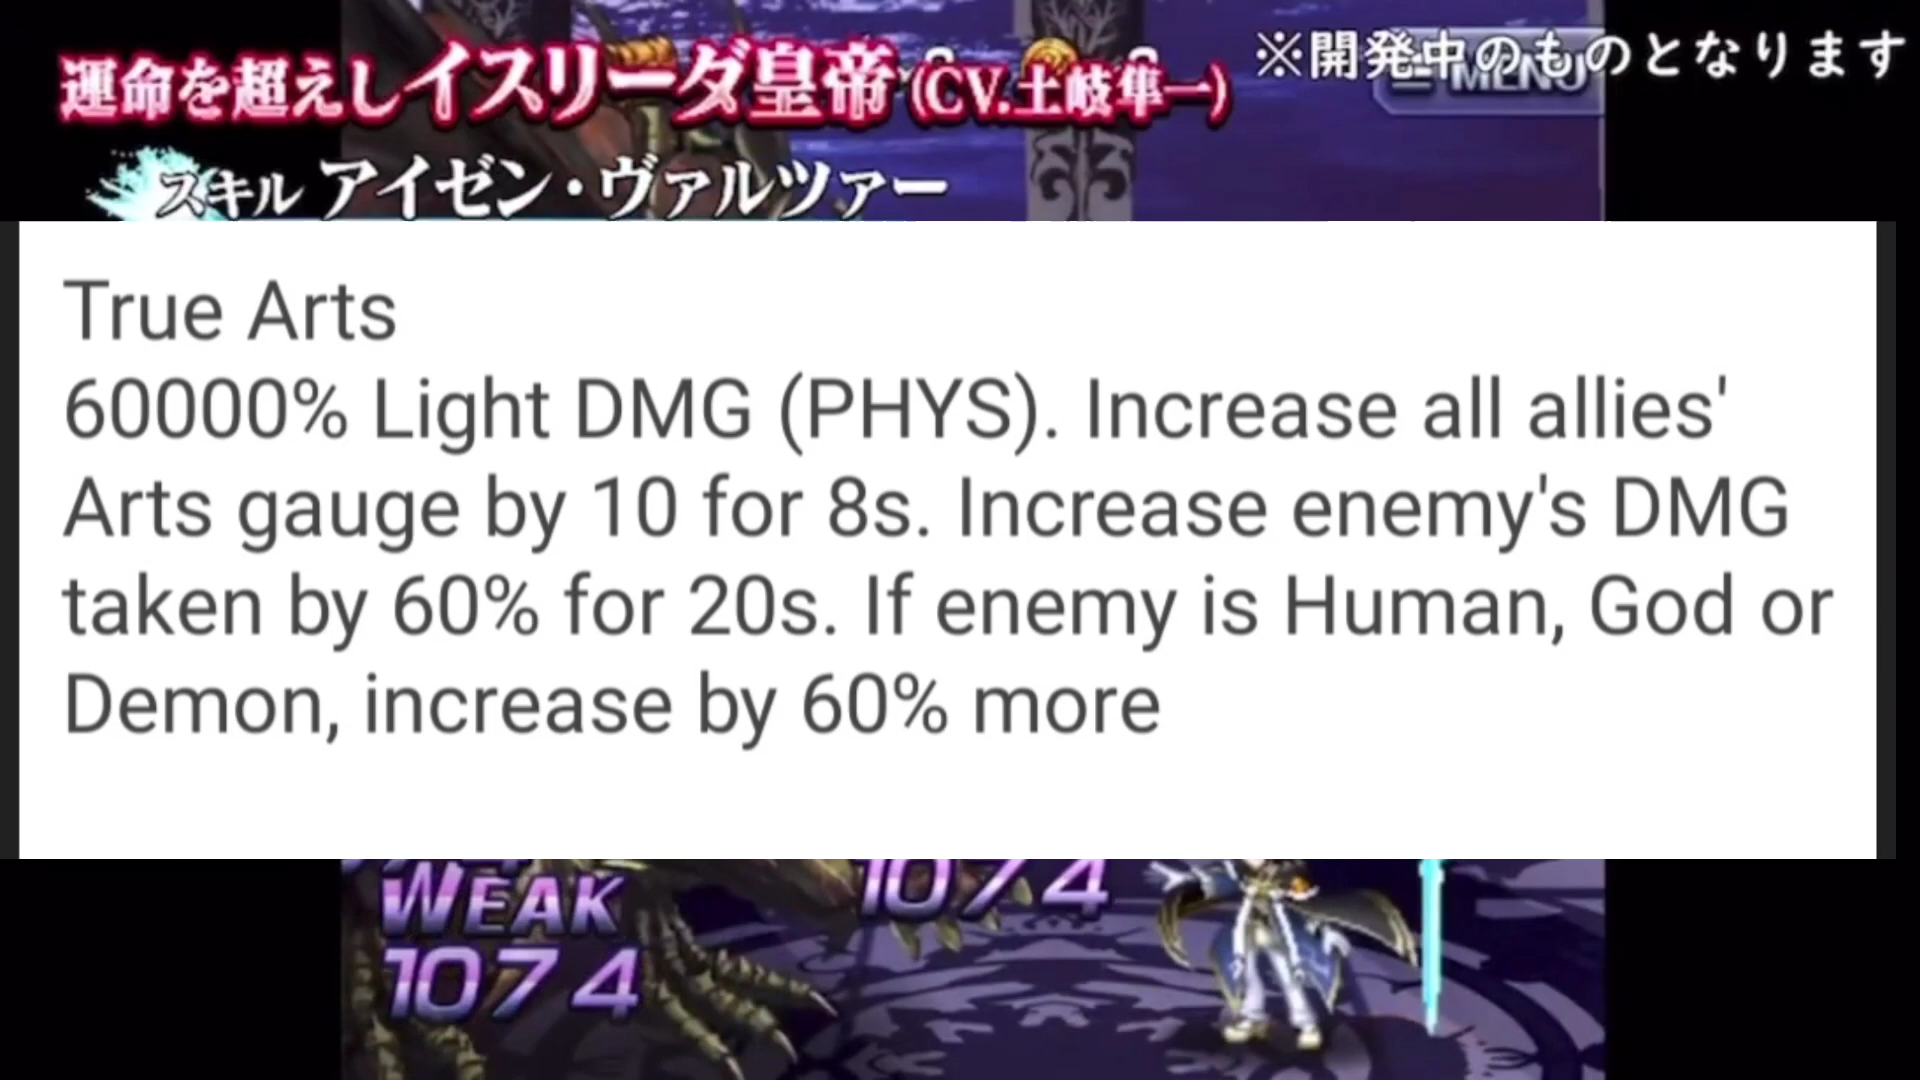 運命を超えしイスリーダ皇帝(CV.土岐隼一)
※開発中のものとなります
MENU
スキル アイゼン・ヴァルツァー
True Arts
60000% Light DMG (PHYS). Increase all allies'
Arts gauge by 10 for 8s. Increase enemy's DMG
taken by 60% for 20s. If enemy is Human, God or
Demon, increase by 60% more
WEAK
1074
1074